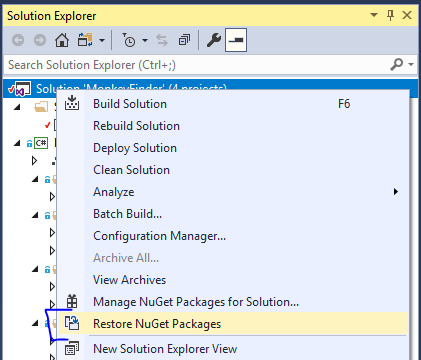 Solution Explorer
Search Solution Explorer (Ctrl+;)
Solution 'MonkeyFinder' (4 projects)
Build Solution F6
Rebuild Solution
Deploy Solution
Clean Solution
Analyze
Batch Build...
Configuration Manager...
Archive All...
View Archives
Manage NuGet Packages for Solution...
Restore NuGet Packages
New Solution Explorer View